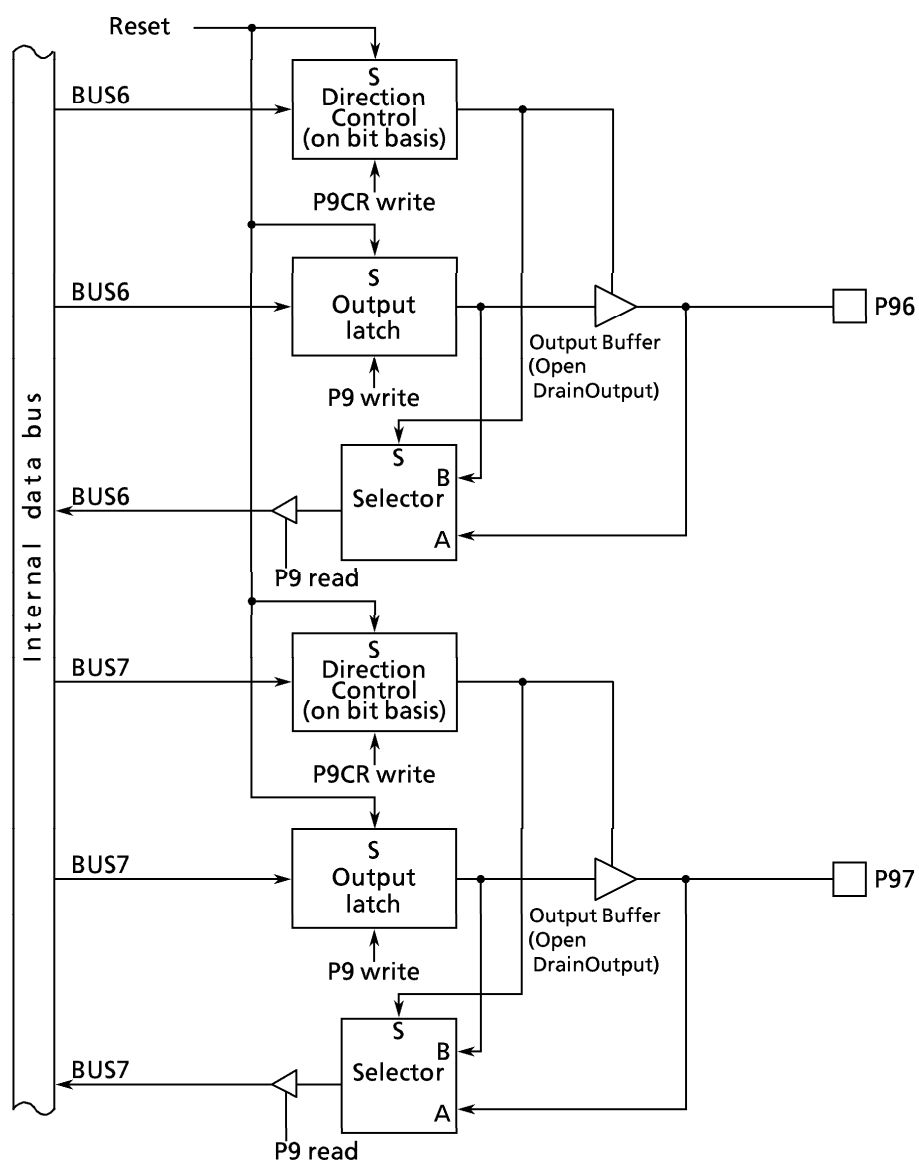 Reset
BUS6
S
Direction
Control
(on bit basis)
P9CR write
BUS6
S
Output
latch
P96
Output Buffer
(Open
DrainOutput)
P9 write
S
B
Selector
A
BUS6
P9 read
Internal data bus
BUS7
S
Direction
Control
(on bit basis)
P9CR write
BUS7
S
Output
latch
P97
Output Buffer
(Open
DrainOutput)
P9 write
S
B
Selector
A
BUS7
P9 read